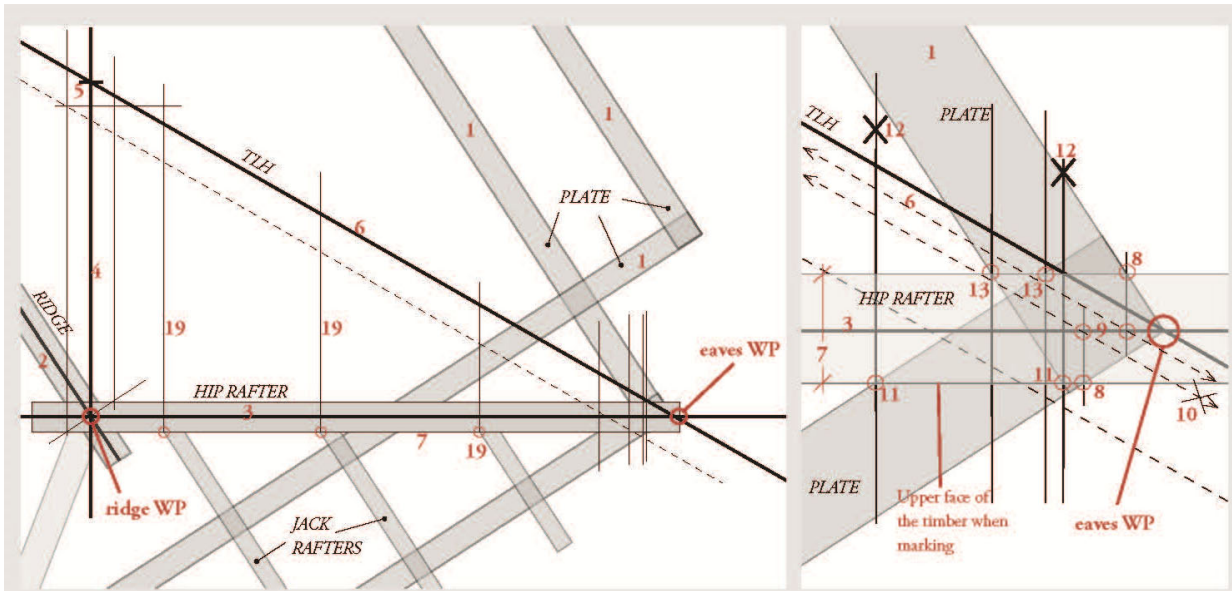 5
TLH
1
1
PLATE
6
1
4
RIDGE
19
19
2
HIP RAFTER
3
eaves WP
7
19
ridge WP
JACK
RAFTERS
1
PLATE
12
TLH
12
6
8
13
13
HIP RAFTER
3
9
7
11
11
8
10
Upper face of
the timber when
marking
PLATE
eaves WP